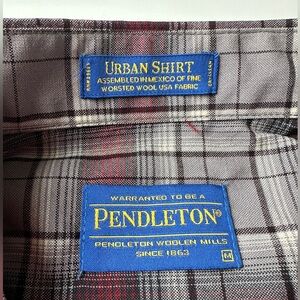 URBAN SHIRT
ASSEMBLED IN MEXICO OF FINE
WORSTED WOOL USA FABRIC
WARRANTED TO BE A
PENDLETON®
PENDLETON WOOLEN MILLS
SINCE 1863
M